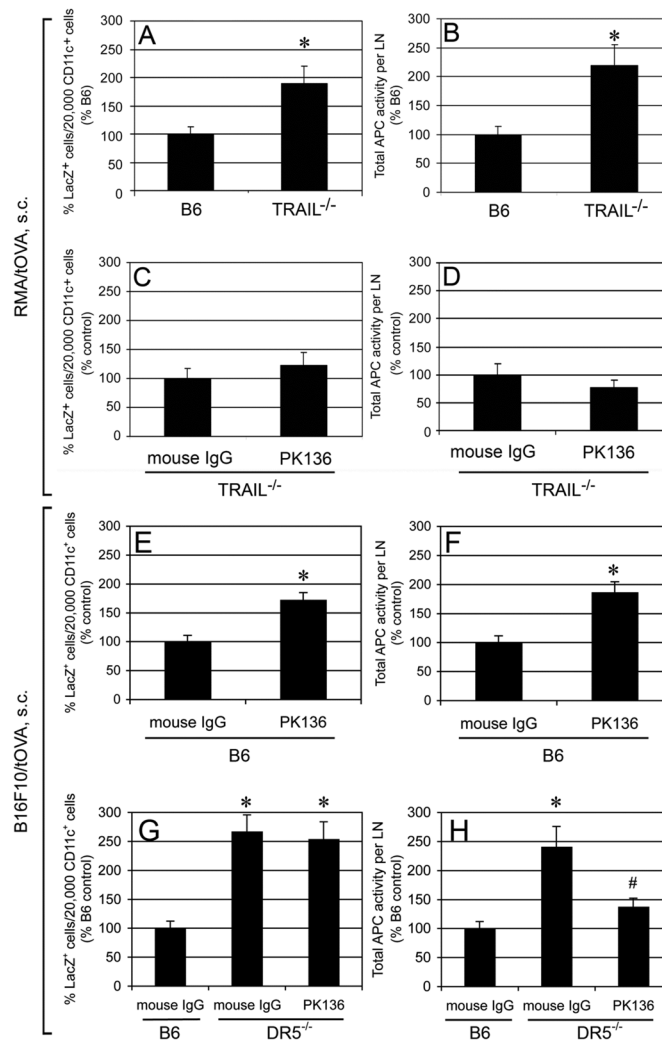 RMA/tOVA, s.c.
A
% LacZ+ cells/20,000 CD11c+ cells
(% B6)
300
250
200
150
100
50
0
*
B6 TRAIL-/-
B
Total APC activity per LN
(% B6)
300
250
200
150
100
50
0
*
B6 TRAIL-/-
C
% LacZ+ cells/20,000 CD11c+ cells
(% control)
300
250
200
150
100
50
0
mouse IgG PK136
TRAIL-/-
D
Total APC activity per LN
(% control)
300
250
200
150
100
50
0
mouse IgG PK136
TRAIL-/-
B16F10/tOVA, s.c.
E
% LacZ+ cells/20,000 CD11c+ cells
(% control)
300
250
200
150
100
50
0
*
mouse IgG PK136
B6
F
Total APC activity per LN
(% control)
300
250
200
150
100
50
0
*
mouse IgG PK136
B6
G
% LacZ+ cells/20,000 CD11c+ cells
(% B6 control)
300
250
200
150
100
50
0
* *
mouse IgG mouse IgG PK136
B6 DR5-/-
H
Total APC activity per LN
(% B6 control)
300
250
200
150
100
50
0
*
#
mouse IgG mouse IgG PK136
B6 DR5-/-